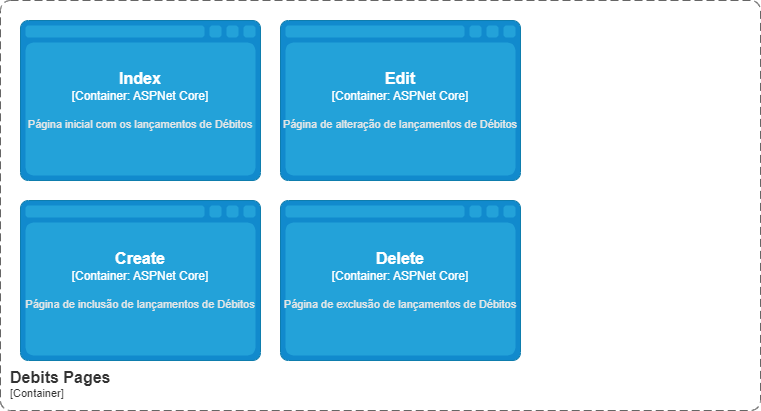 Index
[Container: ASPNet Core]
Página inicial com os lançamentos de Débitos
Edit
[Container: ASPNet Core]
Página de alteração de lançamentos de Débitos
Create
[Container: ASPNet Core]
Página de inclusão de lançamentos de Débitos
Delete
[Container: ASPNet Core]
Página de exclusão de lançamentos de Débitos
Debits Pages
[Container]